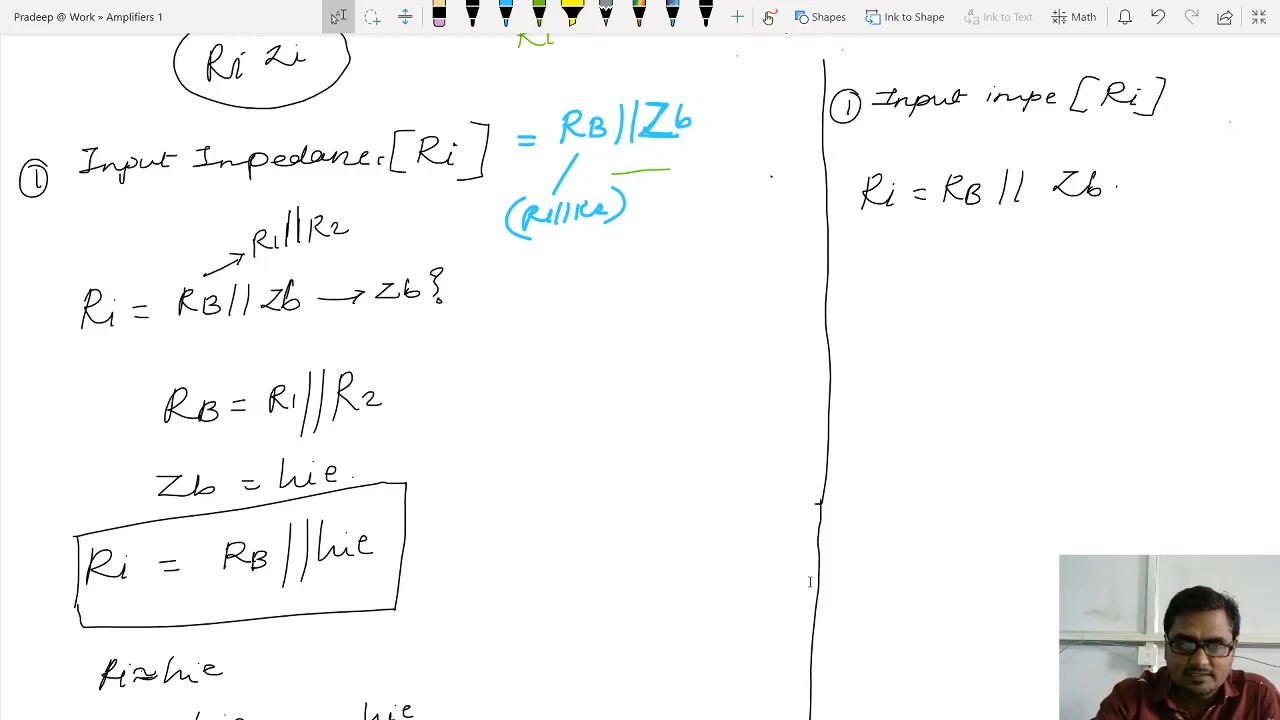 Pradeep @ Work » Amplifiers 1
Shapes
Ink to Shape
Ink to Text
Math
Ri
Ri Zi
① Input Impedance. [Ri] = RB || Zb
(R1||R2)
R1||R2
Ri = RB || Zb → Zb?
RB = R1 || R2
Zb = hie.
Ri = RB || hie
Ri ≈ hie
hie
① Input impe [Ri]
Ri = RB || Zb.